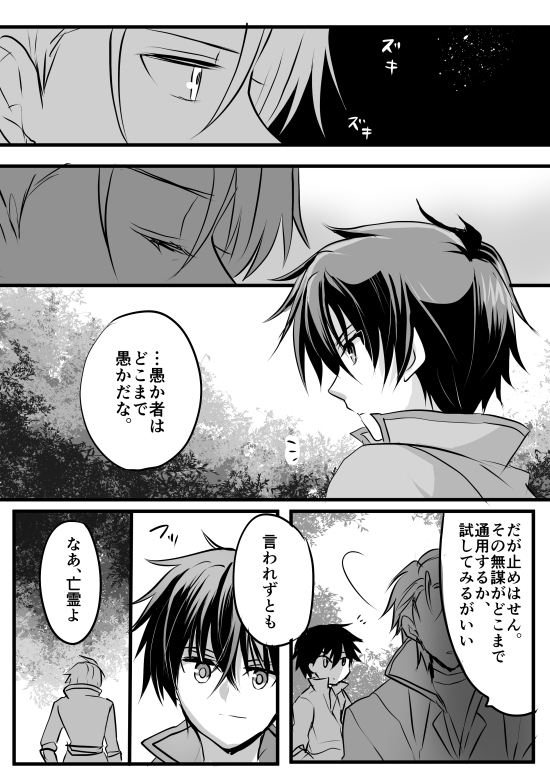 ズキ
ズキ
…愚か者は
どこまで
愚かだな。
だが止めはせん。
その無謀がどこまで
通用するか、
試してみるがいい
言われずとも
フッ
なあ、亡霊よ